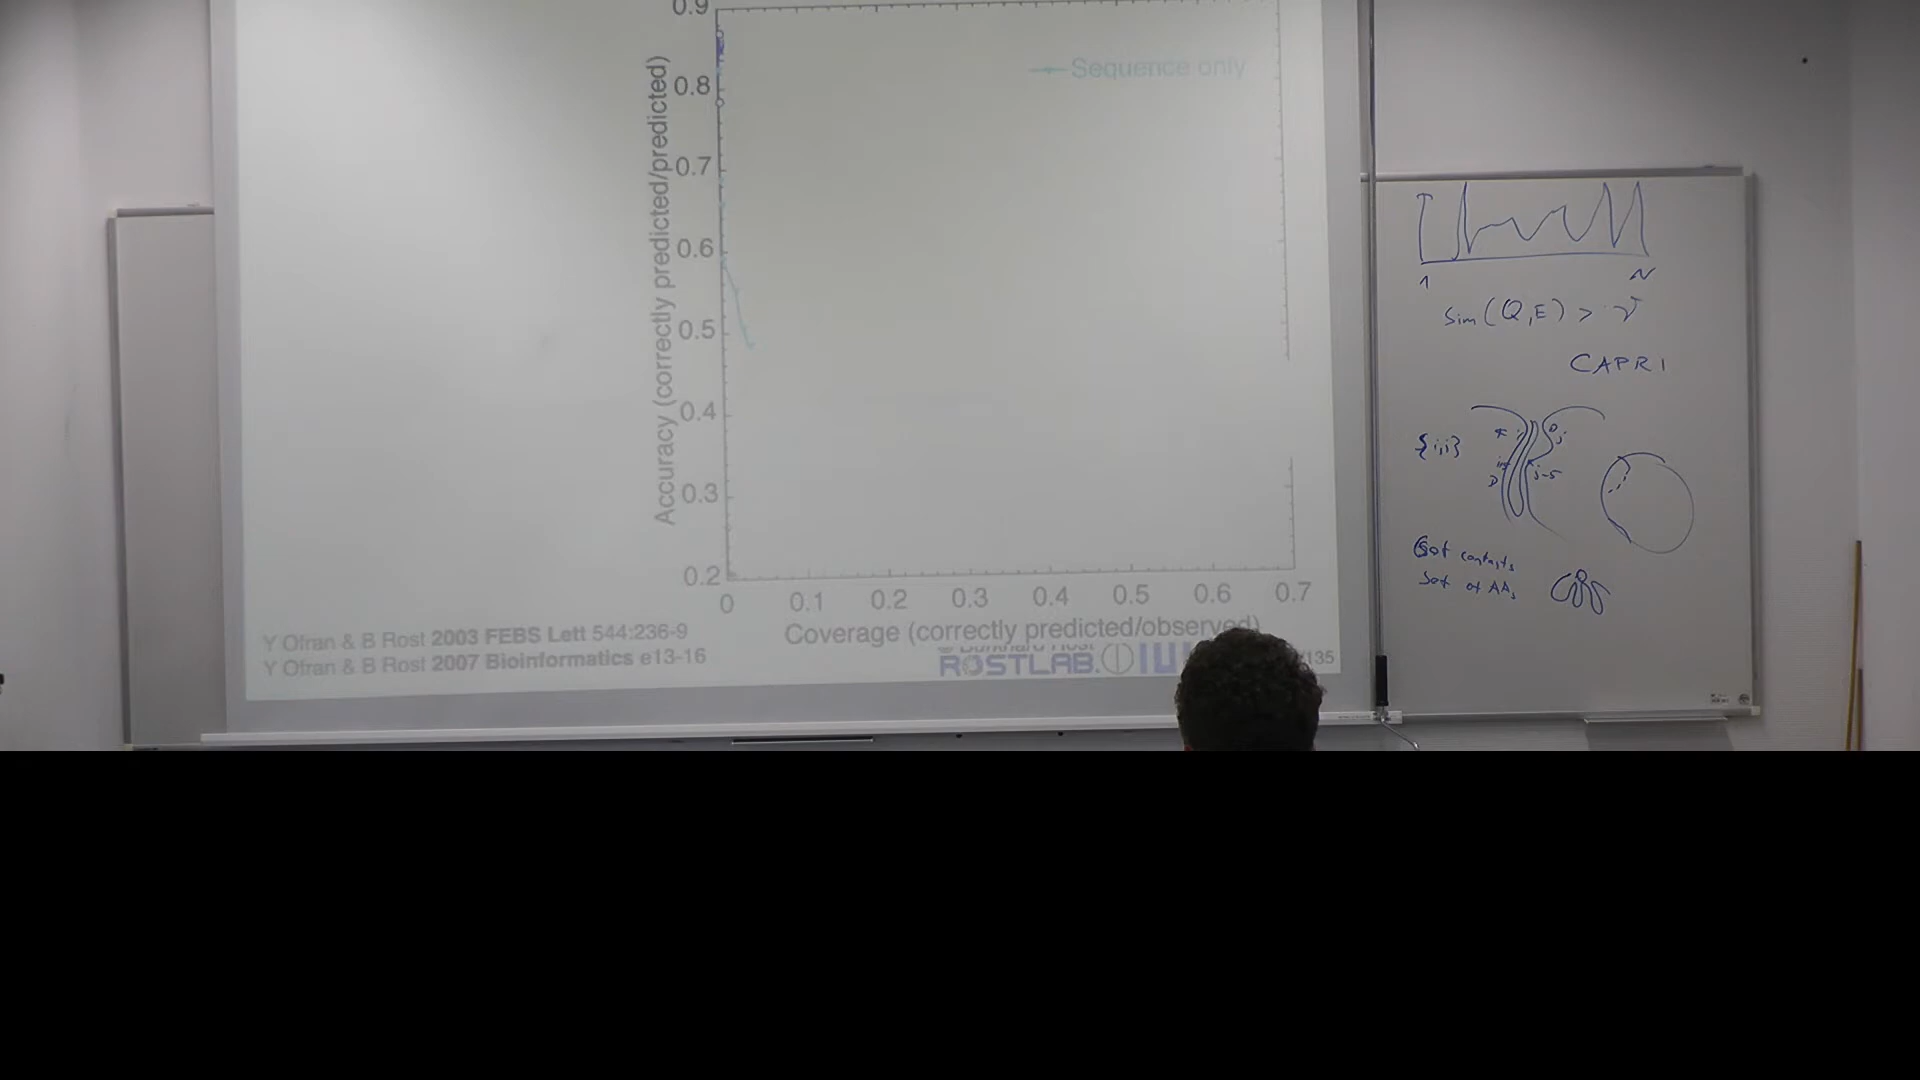 0.9
0.8
0.7
0.6
0.5
0.4
0.3
0.2
Accuracy (correctly predicted/predicted)
Sequence only
0 0.1 0.2 0.3 0.4 0.5 0.6 0.7
Coverage (correctly predicted/observed)
Y Ofran & B Rost 2003 FEBS Lett 544:236-9
Y Ofran & B Rost 2007 Bioinformatics e13-16
ROSTLAB.
/135
1 N
Sim(Q,E) >
CAPRI
{i,j}
j
j-5
Set contacts
Set of AAs